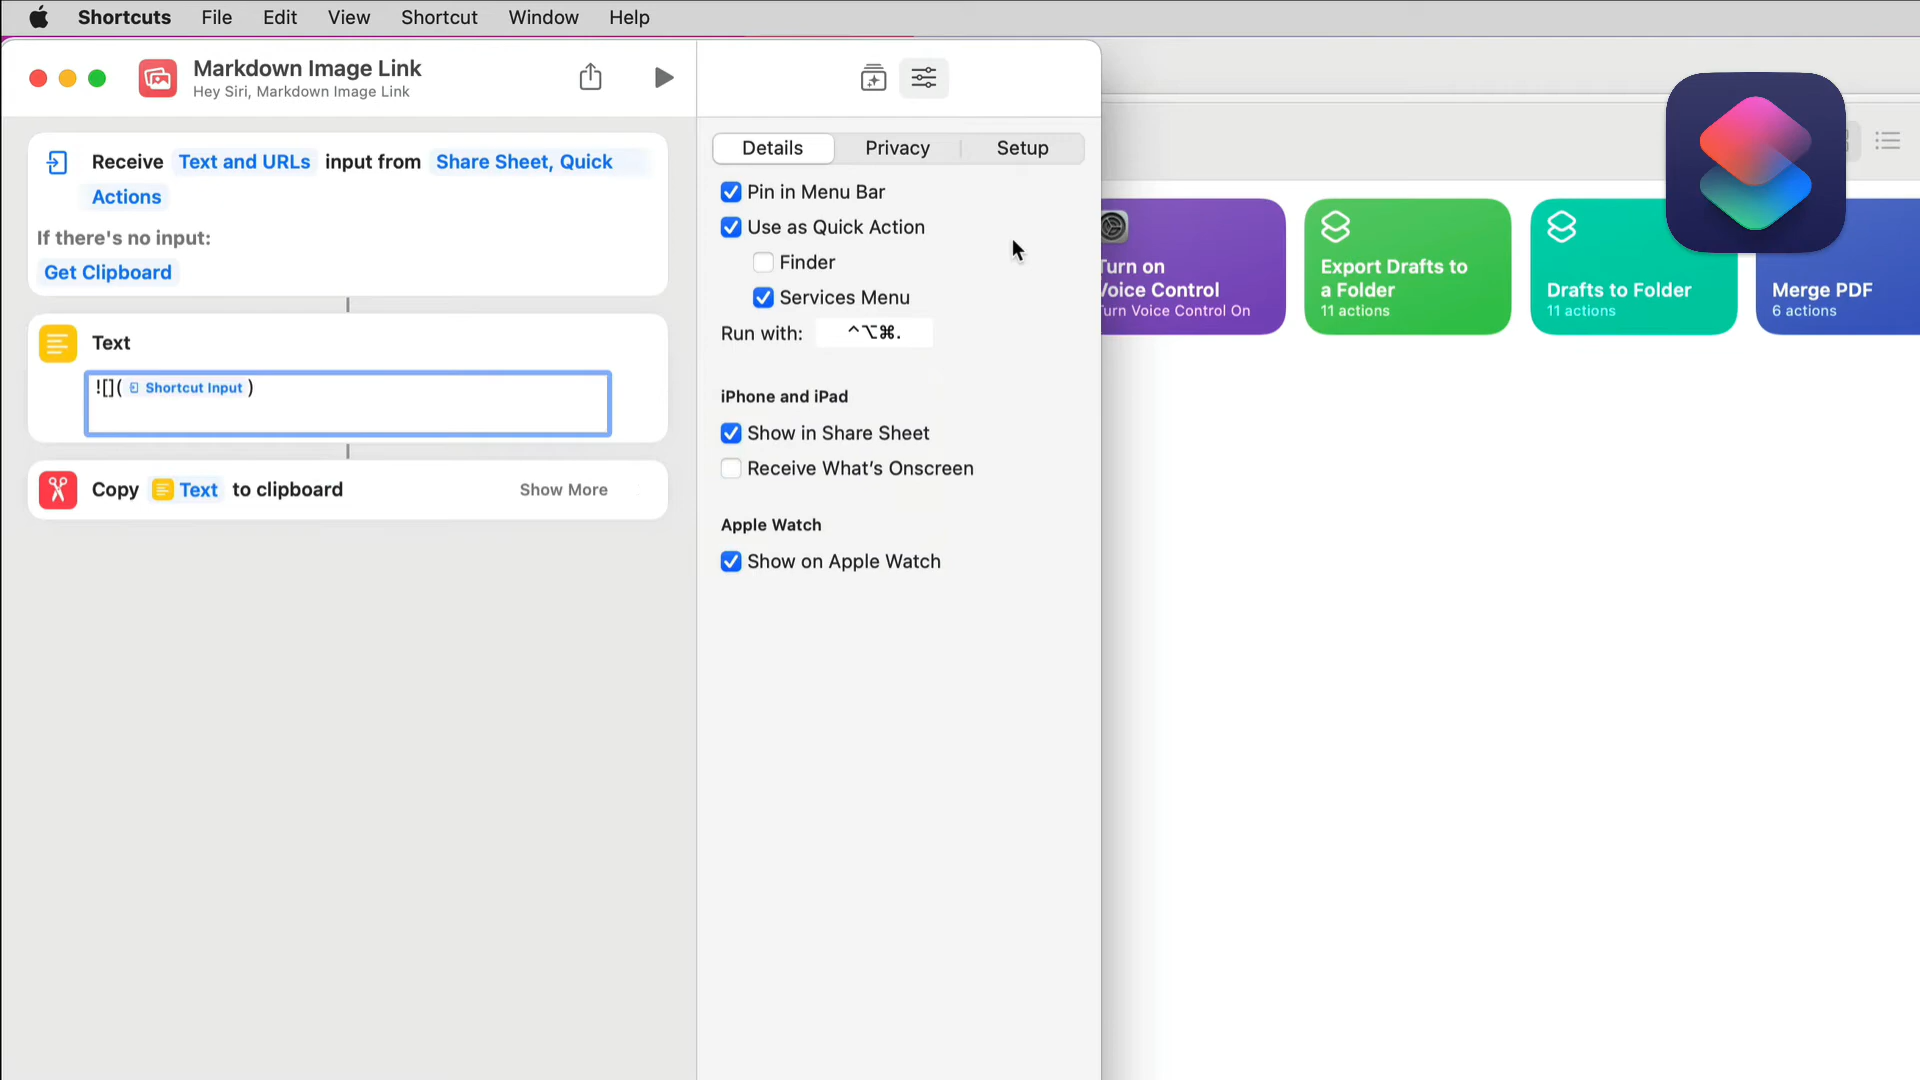 Shortcuts File Edit View Shortcut Window Help
Markdown Image Link
Hey Siri, Markdown Image Link
Receive Text and URLs input from Share Sheet, Quick
Actions
If there's no input:
Get Clipboard
Text
![]( Shortcut Input )
Copy Text to clipboard Show More
Details Privacy Setup
Pin in Menu Bar
Use as Quick Action
Finder
Services Menu
Run with: ^⌥⌘.
iPhone and iPad
Show in Share Sheet
Receive What's Onscreen
Apple Watch
Show on Apple Watch
Turn on
Voice Control
Turn Voice Control On
Export Drafts to
a Folder
11 actions
Drafts to Folder
11 actions
Merge PDF
6 actions